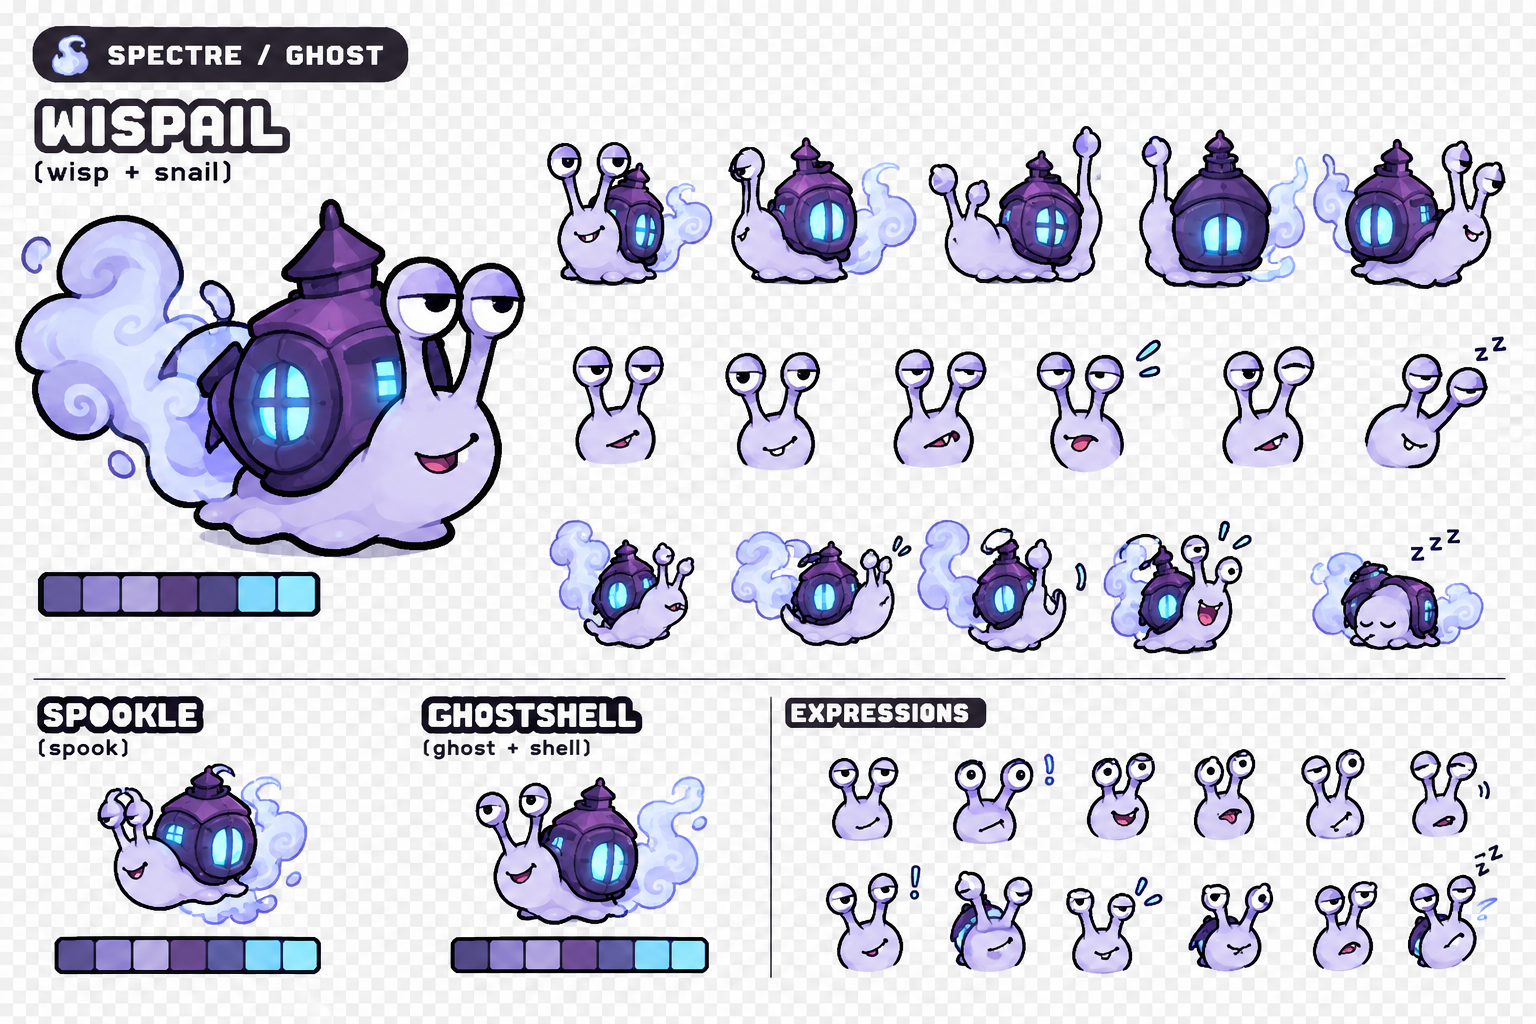 SPECTRE / GHOST
WISPAIL
(wisp + snail)
z z
z z z
SPOOKLE
(spook)
GHOSTSHELL
(ghost + shell)
EXPRESSIONS
!
!
z z z
?